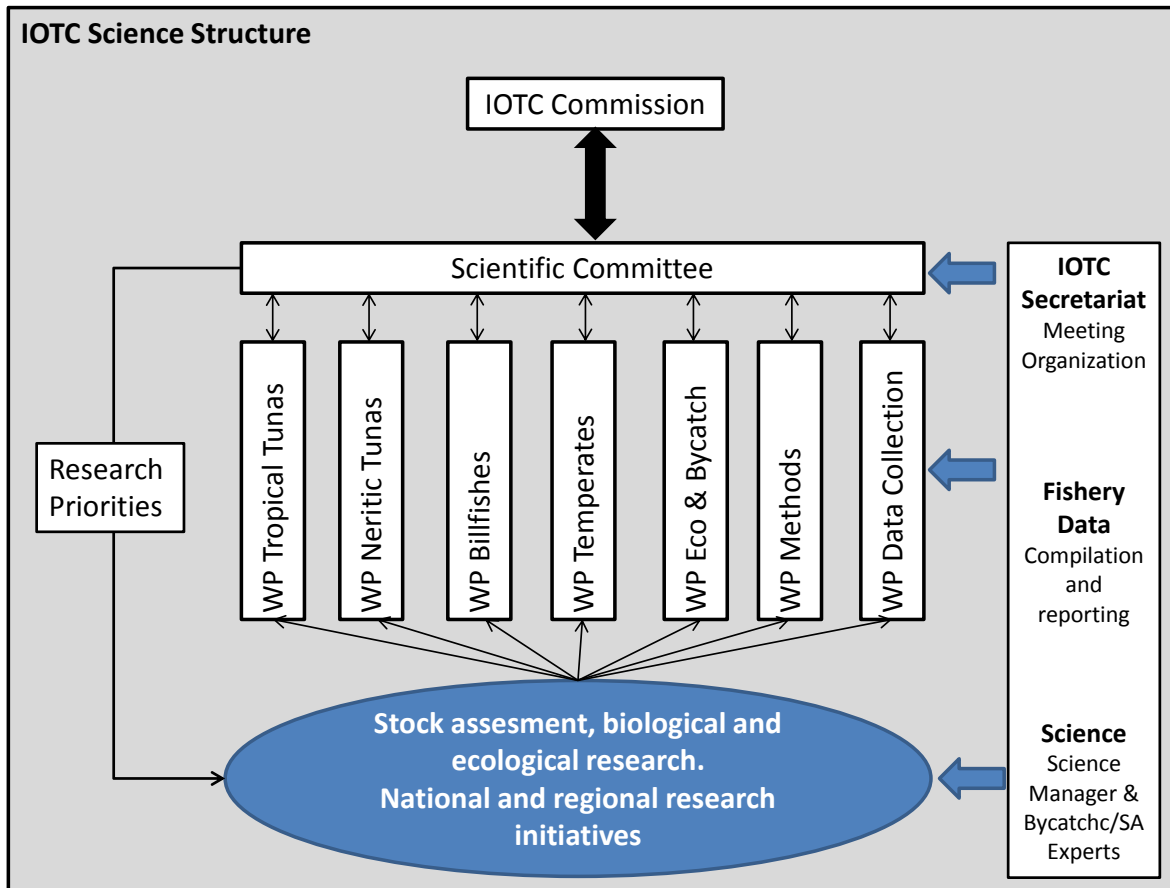 IOTC Science Structure
IOTC Commission
Scientific Committee
WP Tropical Tunas
WP Neritic Tunas
WP Billfishes
WP Temperates
WP Eco & Bycatch
WP Methods
WP Data Collection
Research
Priorities
Stock assesment, biological and
ecological research.
National and regional research
initiatives
IOTC
Secretariat
Meeting
Organization
Fishery
Data
Compilation
and
reporting
Science
Science
Manager &
Bycatchc/SA
Experts